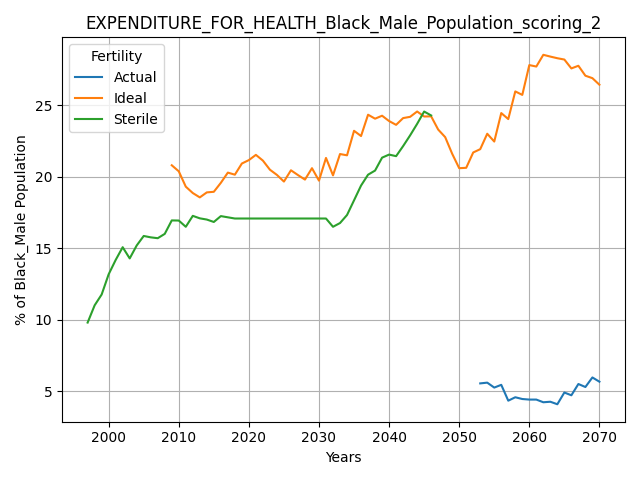 EXPENDITURE_FOR_HEALTH_Black_Male_Population_scoring_2
Fertility
Actual
Ideal
Sterile
% of Black_Male Population
25
20
15
10
5
2000 2010 2020 2030 2040 2050 2060 2070
Years